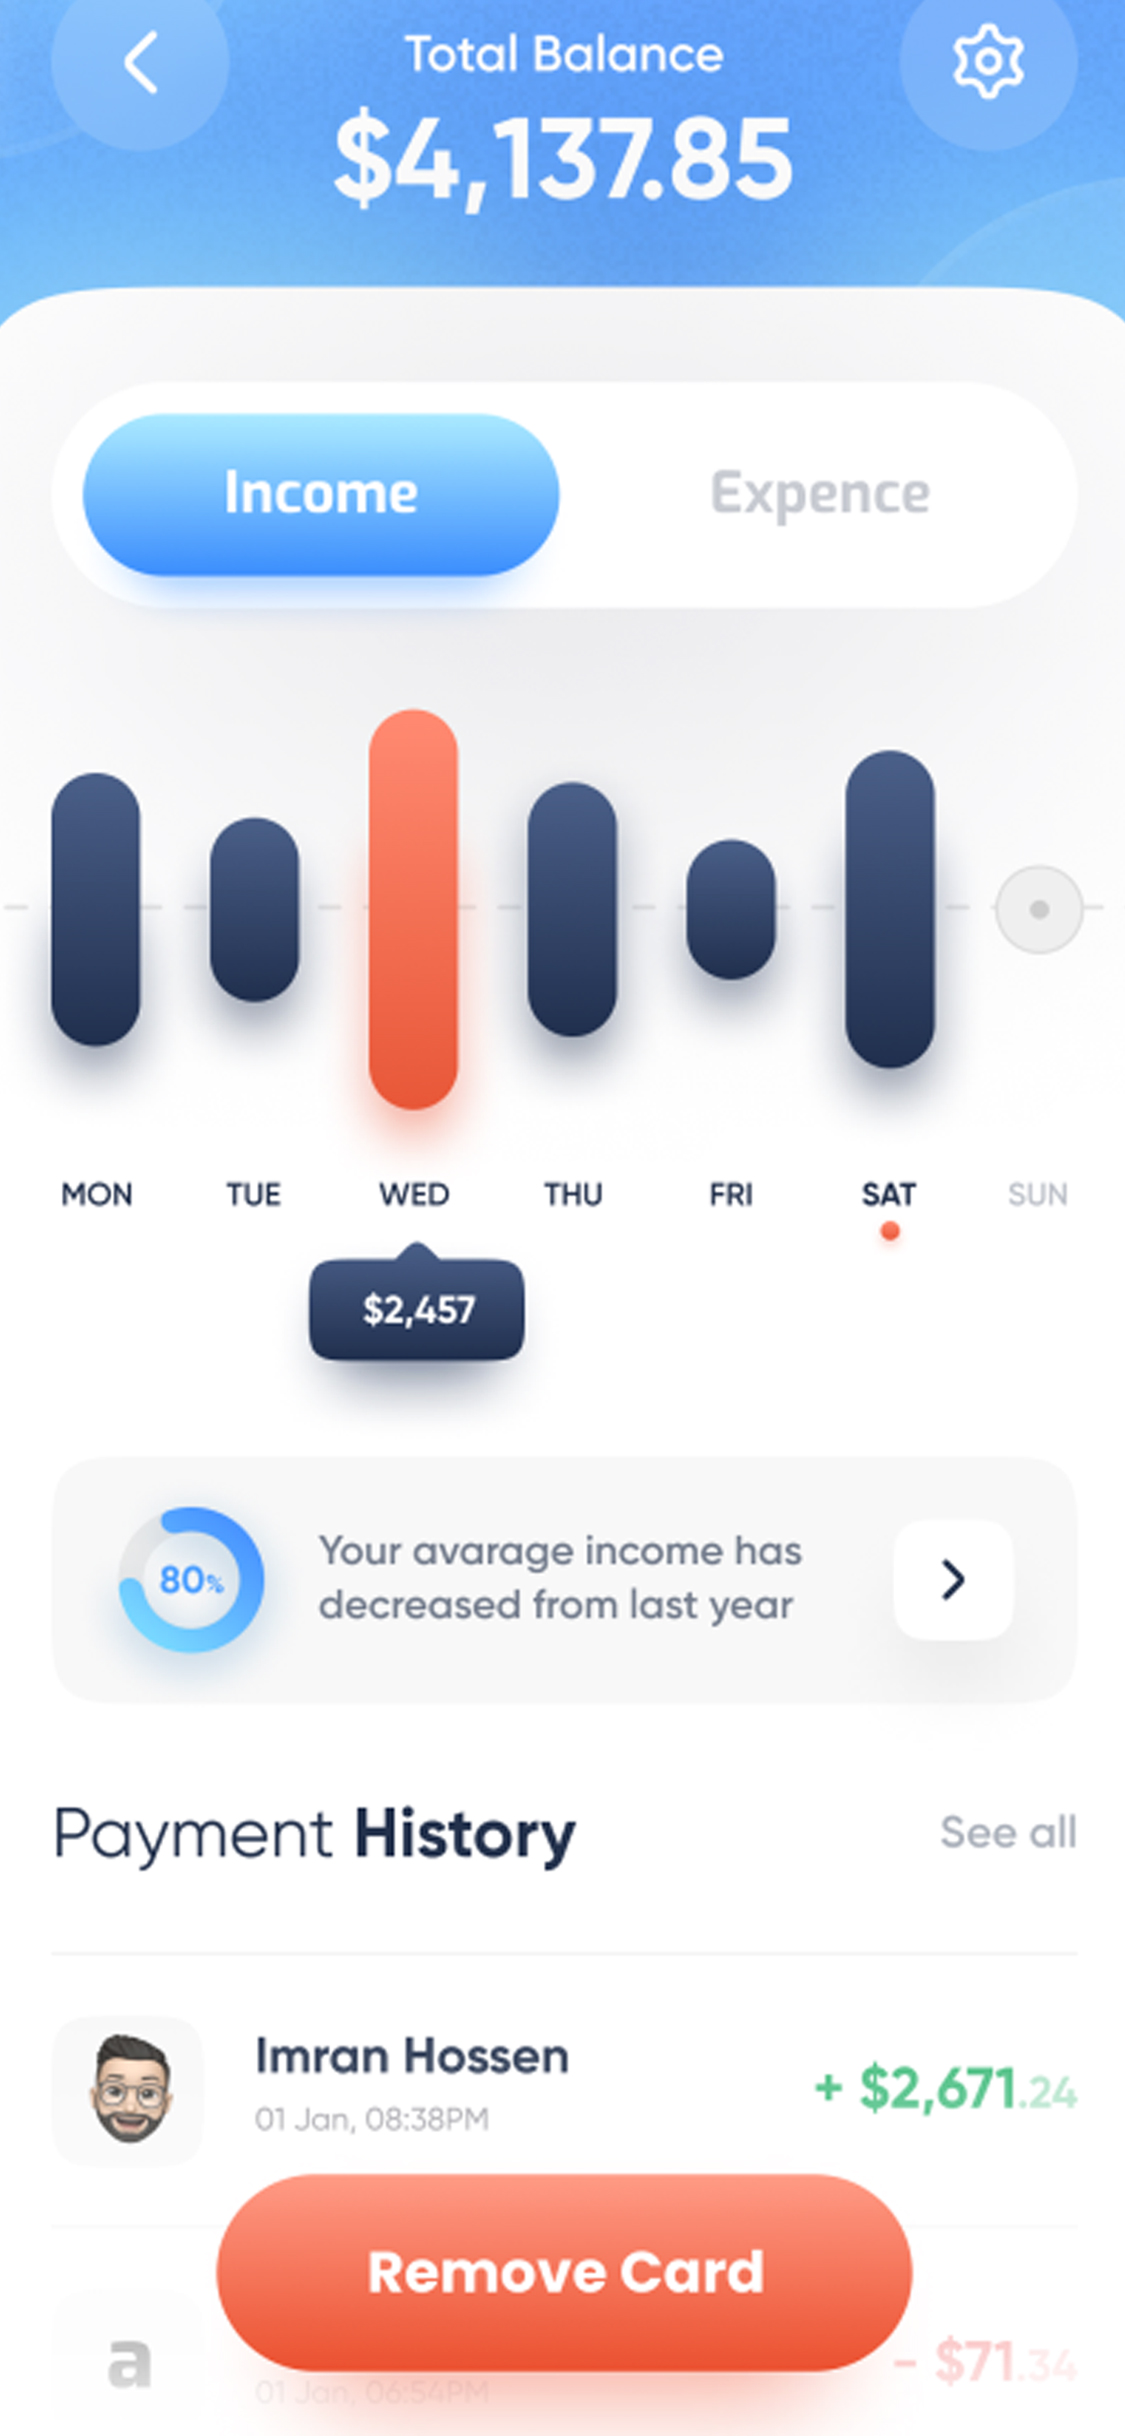 Total Balance
$4,137.85
Income Expence
MON TUE WED THU FRI SAT SUN
$2,457
80%
Your avarage income has
decreased from last year
Payment History See all
Imran Hossen
+ $2,671.24
01 Jan, 08:38PM
Remove Card
a
- $71.34
01 Jan, 06:54PM